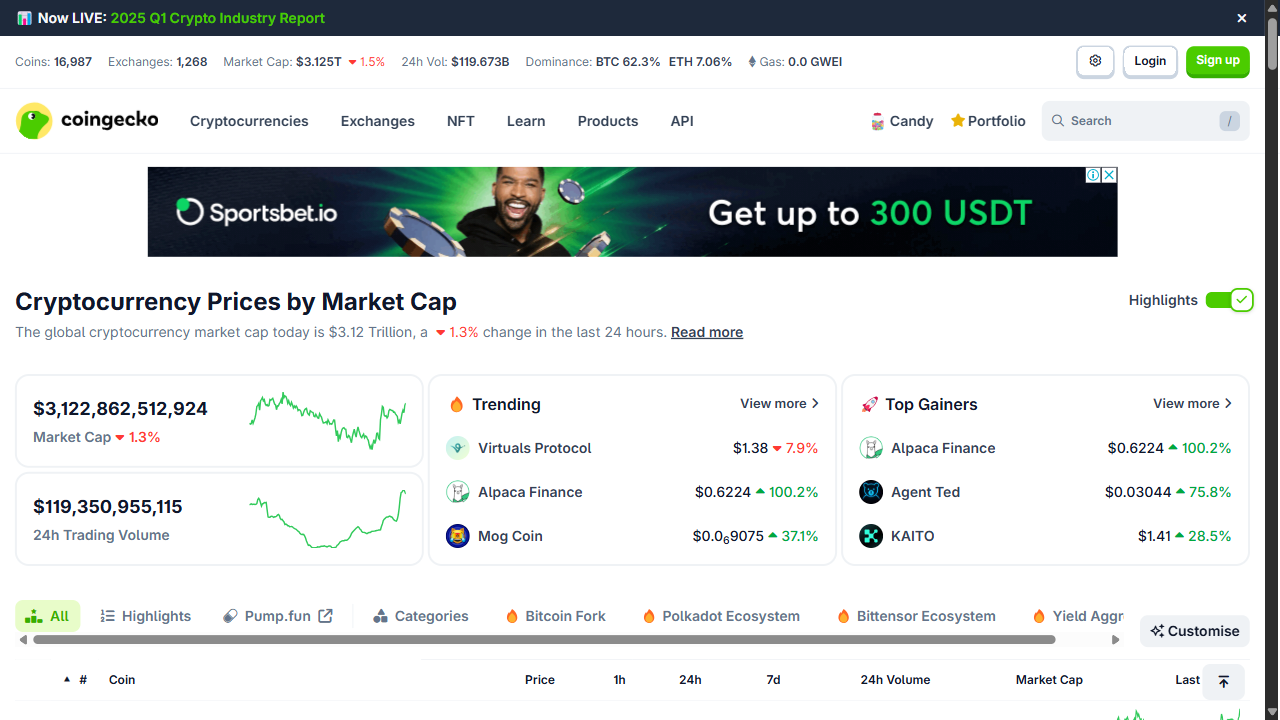 Now LIVE: 2025 Q1 Crypto Industry Report
Coins: 16,987 Exchanges: 1,268 Market Cap: $3.125T 1.5% 24h Vol: $119.673B Dominance: BTC 62.3% ETH 7.06% Gas: 0.0 GWEI Login Sign up
coingecko Cryptocurrencies Exchanges NFT Learn Products API Candy Portfolio Search /
Sportsbet.io Get up to 300 USDT
Cryptocurrency Prices by Market Cap Highlights
The global cryptocurrency market cap today is $3.12 Trillion, a 1.3% change in the last 24 hours. Read more
$3,122,862,512,924
Market Cap 1.3%
$119,350,955,115
24h Trading Volume
Trending View more
Virtuals Protocol $1.38 7.9%
Alpaca Finance $0.6224 100.2%
Mog Coin $0.0₆9075 37.1%
Top Gainers View more
Alpaca Finance $0.6224 100.2%
Agent Ted $0.03044 75.8%
KAITO $1.41 28.5%
All Highlights Pump.fun Categories Bitcoin Fork Polkadot Ecosystem Bittensor Ecosystem Yield Aggr
Customise
# Coin Price 1h 24h 7d 24h Volume Market Cap Last